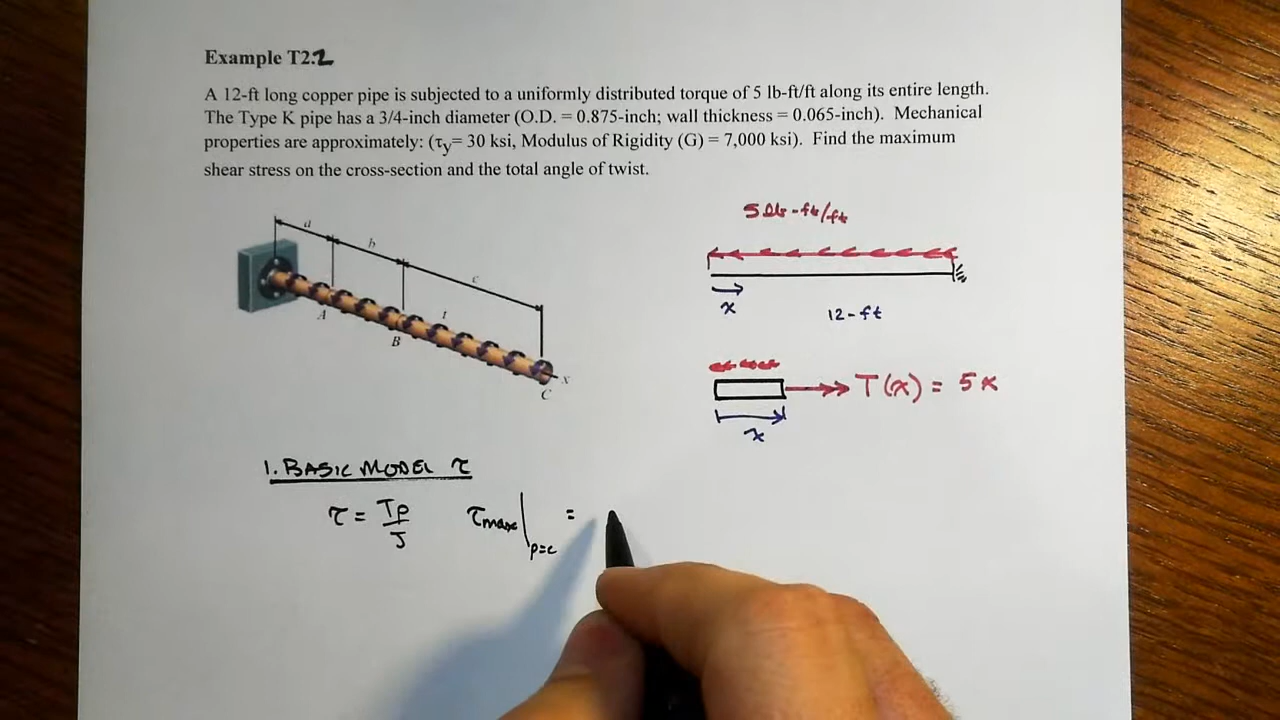 Example T2.2
A 12-ft long copper pipe is subjected to a uniformly distributed torque of 5 lb-ft/ft along its entire length.
The Type K pipe has a 3/4-inch diameter (O.D. = 0.875-inch; wall thickness = 0.065-inch). Mechanical
properties are approximately: (τy= 30 ksi, Modulus of Rigidity (G) = 7,000 ksi). Find the maximum
shear stress on the cross-section and the total angle of twist.
a
b
c
A
t
B
x
C
5 lb-ft/ft
x
12-ft
T(x) = 5x
x
1. BASIC MODEL τ
τ = Tρ/J τmax|ρ=c =